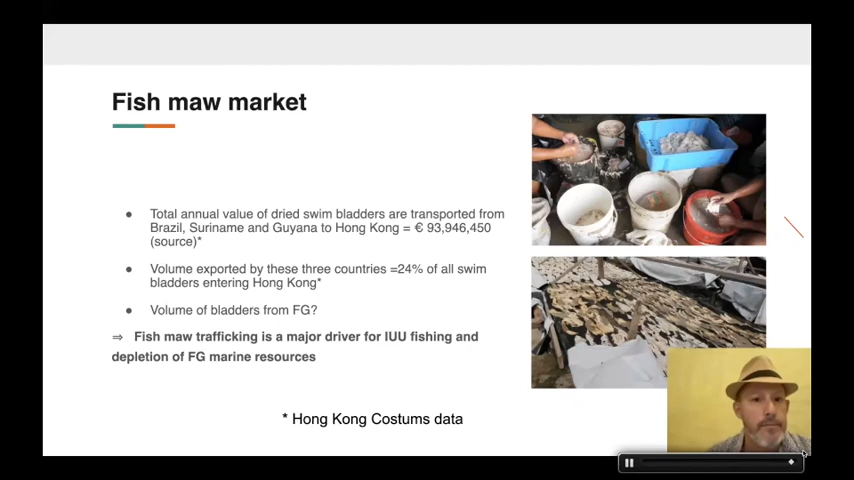 Fish maw market
● Total annual value of dried swim bladders are transported from
Brazil, Suriname and Guyana to Hong Kong = € 93,946,450
(source)*
● Volume exported by these three countries =24% of all swim
bladders entering Hong Kong*
● Volume of bladders from FG?
⇒ Fish maw trafficking is a major driver for IUU fishing and
depletion of FG marine resources
* Hong Kong Costums data